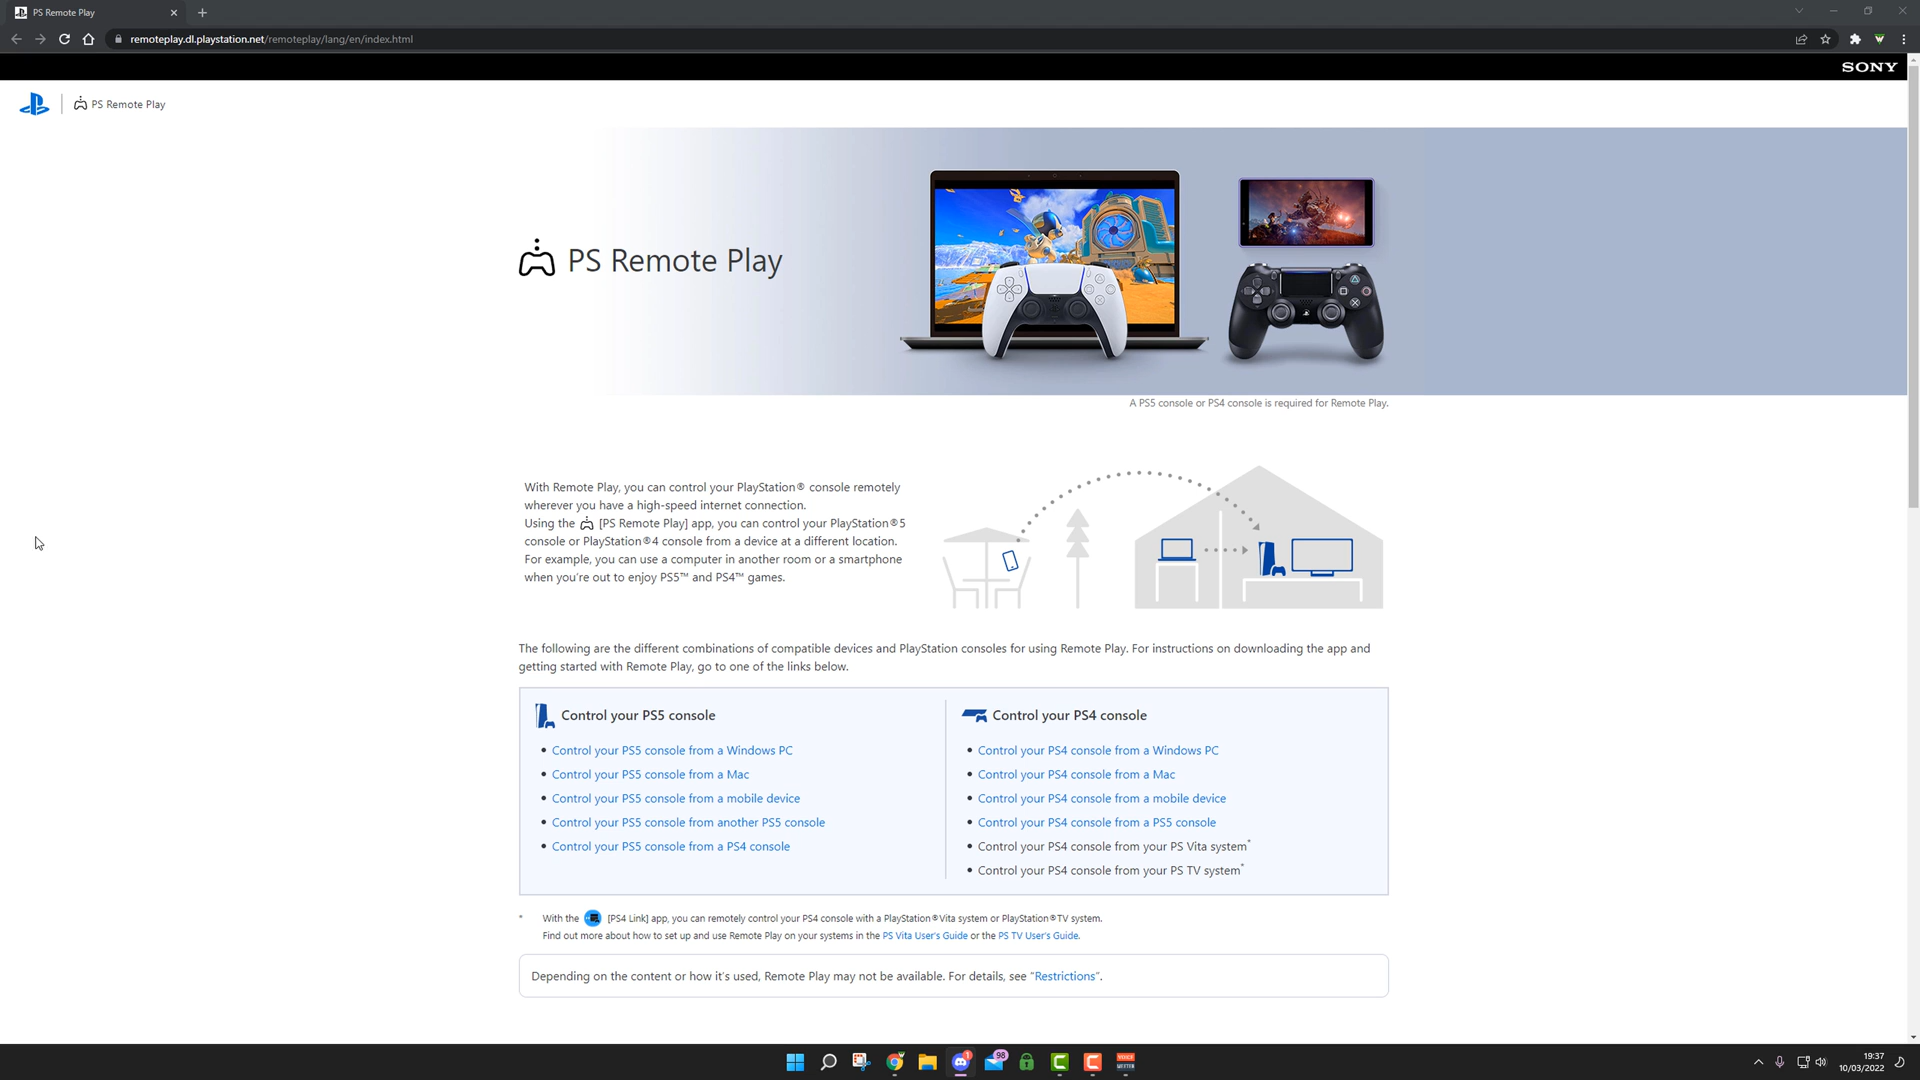 PS Remote Play
remoteplay.dl.playstation.net/remoteplay/lang/en/index.html
SONY
PS Remote Play
PS Remote Play
A PS5 console or PS4 console is required for Remote Play.
With Remote Play, you can control your PlayStation® console remotely
wherever you have a high-speed internet connection.
Using the [PS Remote Play] app, you can control your PlayStation®5
console or PlayStation®4 console from a device at a different location.
For example, you can use a computer in another room or a smartphone
when you're out to enjoy PS5™ and PS4™ games.
The following are the different combinations of compatible devices and PlayStation consoles for using Remote Play. For instructions on downloading the app and
getting started with Remote Play, go to one of the links below.
Control your PS5 console
• Control your PS5 console from a Windows PC
• Control your PS5 console from a Mac
• Control your PS5 console from a mobile device
• Control your PS5 console from another PS5 console
• Control your PS5 console from a PS4 console
Control your PS4 console
• Control your PS4 console from a Windows PC
• Control your PS4 console from a Mac
• Control your PS4 console from a mobile device
• Control your PS4 console from a PS5 console
• Control your PS4 console from your PS Vita system*
• Control your PS4 console from your PS TV system*
* With the [PS4 Link] app, you can remotely control your PS4 console with a PlayStation®Vita system or PlayStation®TV system.
Find out more about how to set up and use Remote Play on your systems in the PS Vita User's Guide or the PS TV User's Guide.
Depending on the content or how it's used, Remote Play may not be available. For details, see "Restrictions".
1
98
19:37
10/03/2022